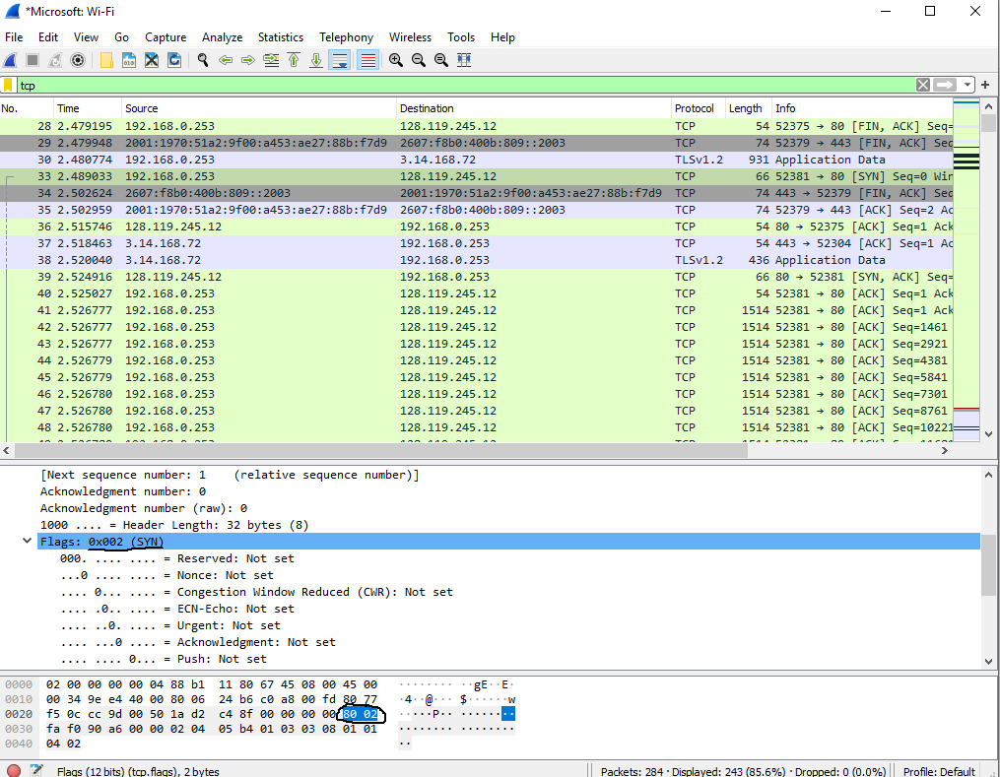 *Microsoft: Wi-Fi
File Edit View Go Capture Analyze Statistics Telephony Wireless Tools Help
tcp
No. Time Source Destination Protocol Length Info
28 2.479195 192.168.0.253 128.119.245.12 TCP 54 52375 → 80 [FIN, ACK] Seq=
29 2.479948 2001:1970:51a2:9f00:a453:ae27:88b:f7d9 2607:f8b0:400b:809::2003 TCP 74 52379 → 443 [FIN, ACK] Seq
30 2.480774 192.168.0.253 3.14.168.72 TLSv1.2 931 Application Data
33 2.489033 192.168.0.253 128.119.245.12 TCP 66 52381 → 80 [SYN] Seq=0 Win
34 2.502624 2607:f8b0:400b:809::2003 2001:1970:51a2:9f00:a453:ae27:88b:f7d9 TCP 74 443 → 52379 [FIN, ACK] Seq
35 2.502959 2001:1970:51a2:9f00:a453:ae27:88b:f7d9 2607:f8b0:400b:809::2003 TCP 74 52379 → 443 [ACK] Seq=2 Ac
36 2.515746 128.119.245.12 192.168.0.253 TCP 54 80 → 52375 [ACK] Seq=1 Ack
37 2.518463 3.14.168.72 192.168.0.253 TCP 54 443 → 52304 [ACK] Seq=1 Ac
38 2.520040 3.14.168.72 192.168.0.253 TLSv1.2 436 Application Data
39 2.524916 128.119.245.12 192.168.0.253 TCP 66 80 → 52381 [SYN, ACK] Seq=
40 2.525027 192.168.0.253 128.119.245.12 TCP 54 52381 → 80 [ACK] Seq=1 Ack
41 2.526777 192.168.0.253 128.119.245.12 TCP 1514 52381 → 80 [ACK] Seq=1 Ack
42 2.526777 192.168.0.253 128.119.245.12 TCP 1514 52381 → 80 [ACK] Seq=1461
43 2.526777 192.168.0.253 128.119.245.12 TCP 1514 52381 → 80 [ACK] Seq=2921
44 2.526779 192.168.0.253 128.119.245.12 TCP 1514 52381 → 80 [ACK] Seq=4381
45 2.526779 192.168.0.253 128.119.245.12 TCP 1514 52381 → 80 [ACK] Seq=5841
46 2.526780 192.168.0.253 128.119.245.12 TCP 1514 52381 → 80 [ACK] Seq=7301
47 2.526780 192.168.0.253 128.119.245.12 TCP 1514 52381 → 80 [ACK] Seq=8761
48 2.526780 192.168.0.253 128.119.245.12 TCP 1514 52381 → 80 [ACK] Seq=10221
[Next sequence number: 1 (relative sequence number)]
Acknowledgment number: 0
Acknowledgment number (raw): 0
1000 .... = Header Length: 32 bytes (8)
Flags: 0x002 (SYN)
000. .... .... = Reserved: Not set
...0 .... .... = Nonce: Not set
.... 0... .... = Congestion Window Reduced (CWR): Not set
.... .0.. .... = ECN-Echo: Not set
.... ..0. .... = Urgent: Not set
.... ...0 .... = Acknowledgment: Not set
.... .... 0... = Push: Not set
0000 02 00 00 00 00 04 88 b1 11 80 67 45 08 00 45 00 ········ ··gE··E·
0010 00 34 9e e4 40 00 80 06 24 b6 c0 a8 00 fd 80 77 ·4··@··· $······w
0020 f5 0c cc 9d 00 50 1a d2 c4 8f 00 00 00 00 80 02 ·····P·· ········
0030 fa f0 90 a6 00 00 02 04 05 b4 01 03 03 08 01 01 ········ ········
0040 04 02 ··
Flags (12 bits) (tcp.flags), 2 bytes Packets: 284 · Displayed: 243 (85.6%) · Dropped: 0 (0.0%) Profile: Default